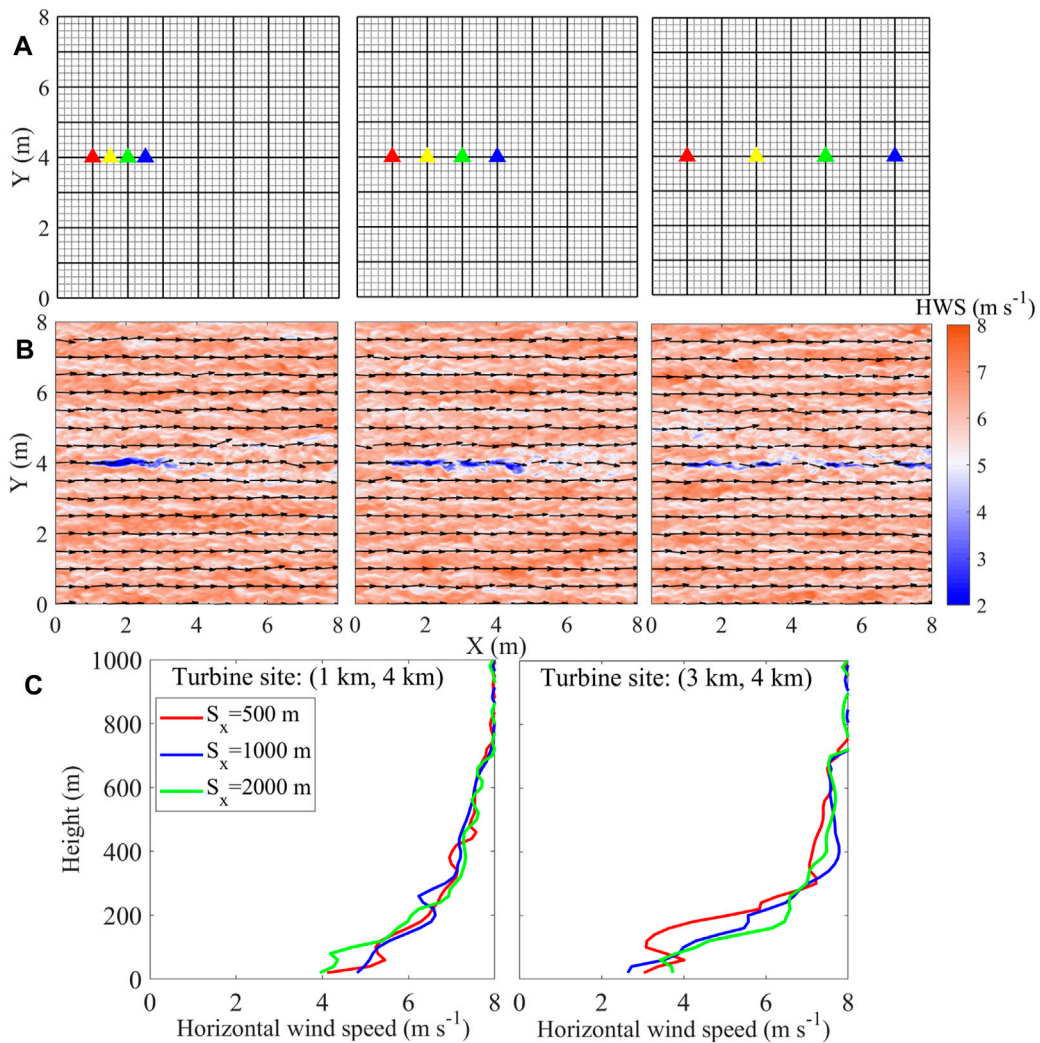 A
8
6
4
2
0
Y (m)
HWS (m s⁻¹)
B
8
6
4
2
0
Y (m)
0 2 4 6 8 0 2 4 6 8 0 2 4 6 8
X (m)
8
7
6
5
4
3
2
C
1000
800
600
400
200
0
Height (m)
Turbine site: (1 km, 4 km)
S_x=500 m
S_x=1000 m
S_x=2000 m
0 2 4 6 8
Horizontal wind speed (m s⁻¹)
Turbine site: (3 km, 4 km)
0 2 4 6 8
Horizontal wind speed (m s⁻¹)